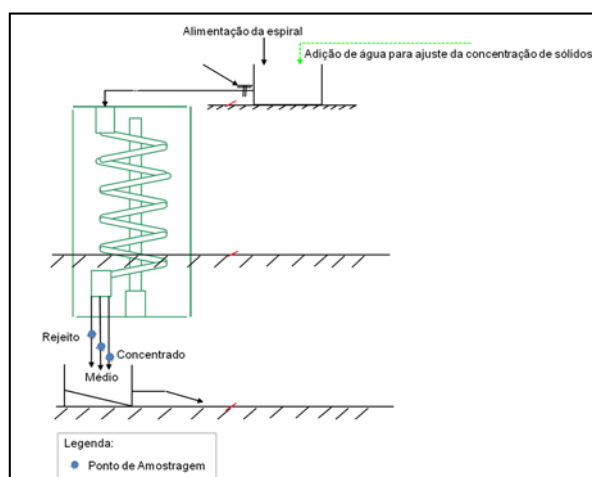 Alimentação da espiral
Adição de água para ajuste da concentração de sólidos
Rejeito
Concentrado
Médio
Legenda:
Ponto de Amostragem